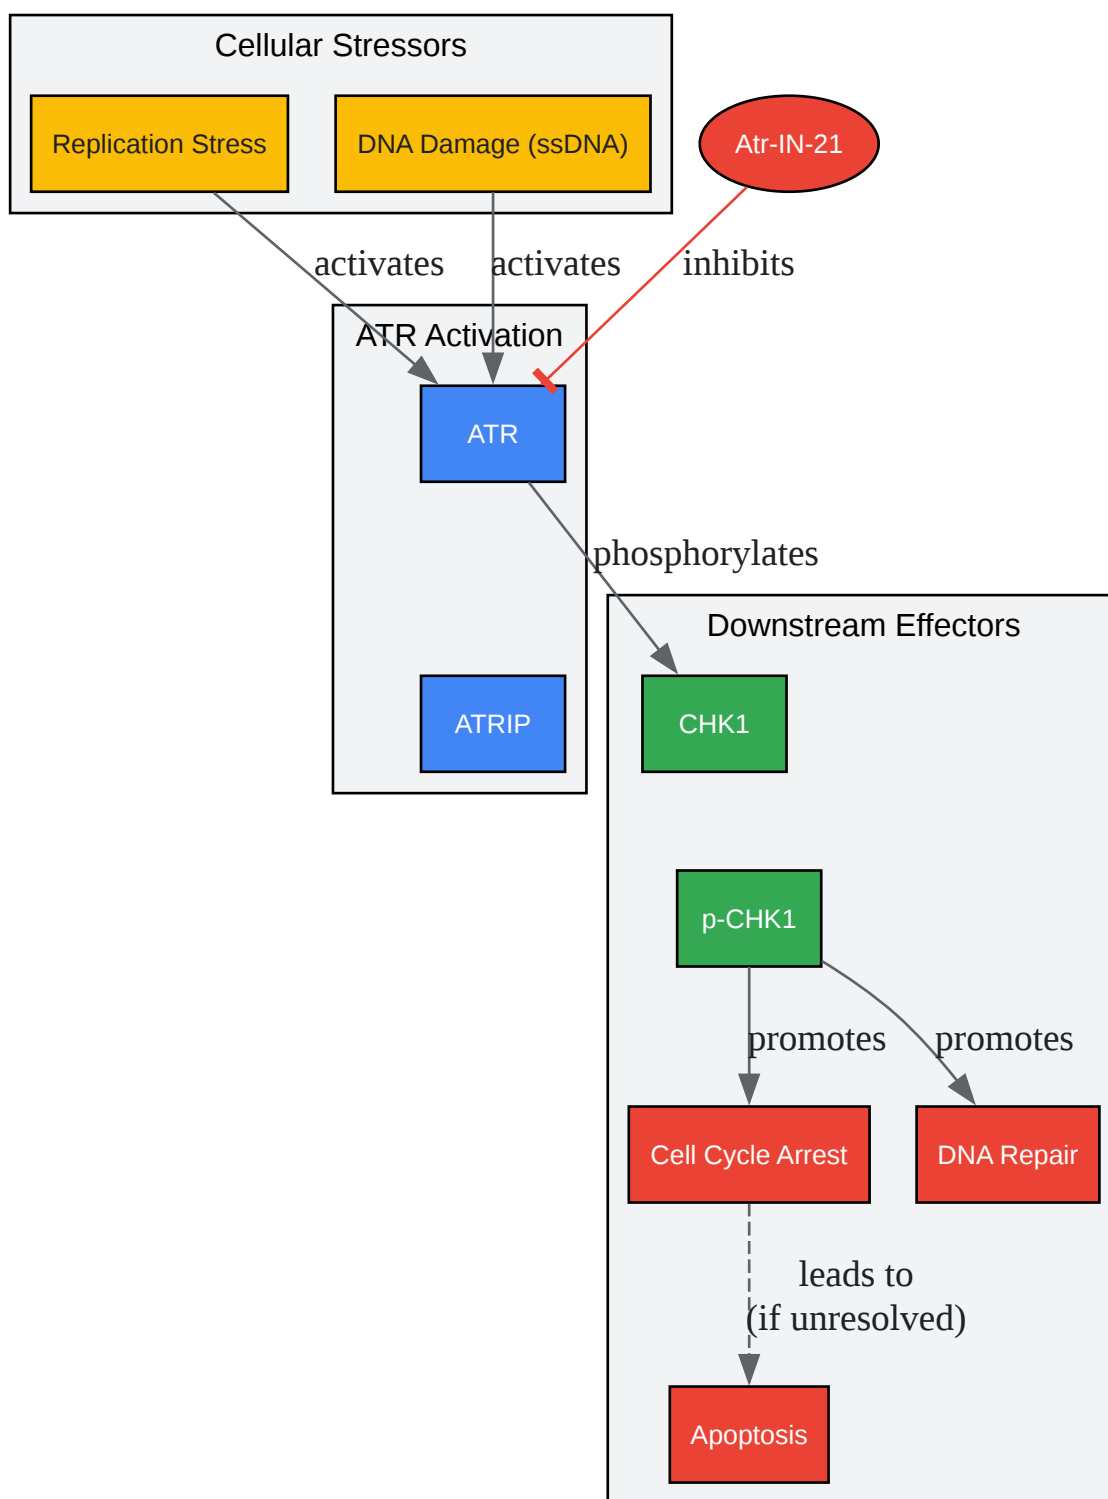 Cellular Stressors
Replication Stress
DNA Damage (ssDNA)
Atr-IN-21
activates
activates
inhibits
ATR Activation
ATR
phosphorylates
Downstream Effectors
ATRIP
CHK1
p-CHK1
promotes
promotes
Cell Cycle Arrest
DNA Repair
leads to
(if unresolved)
Apoptosis